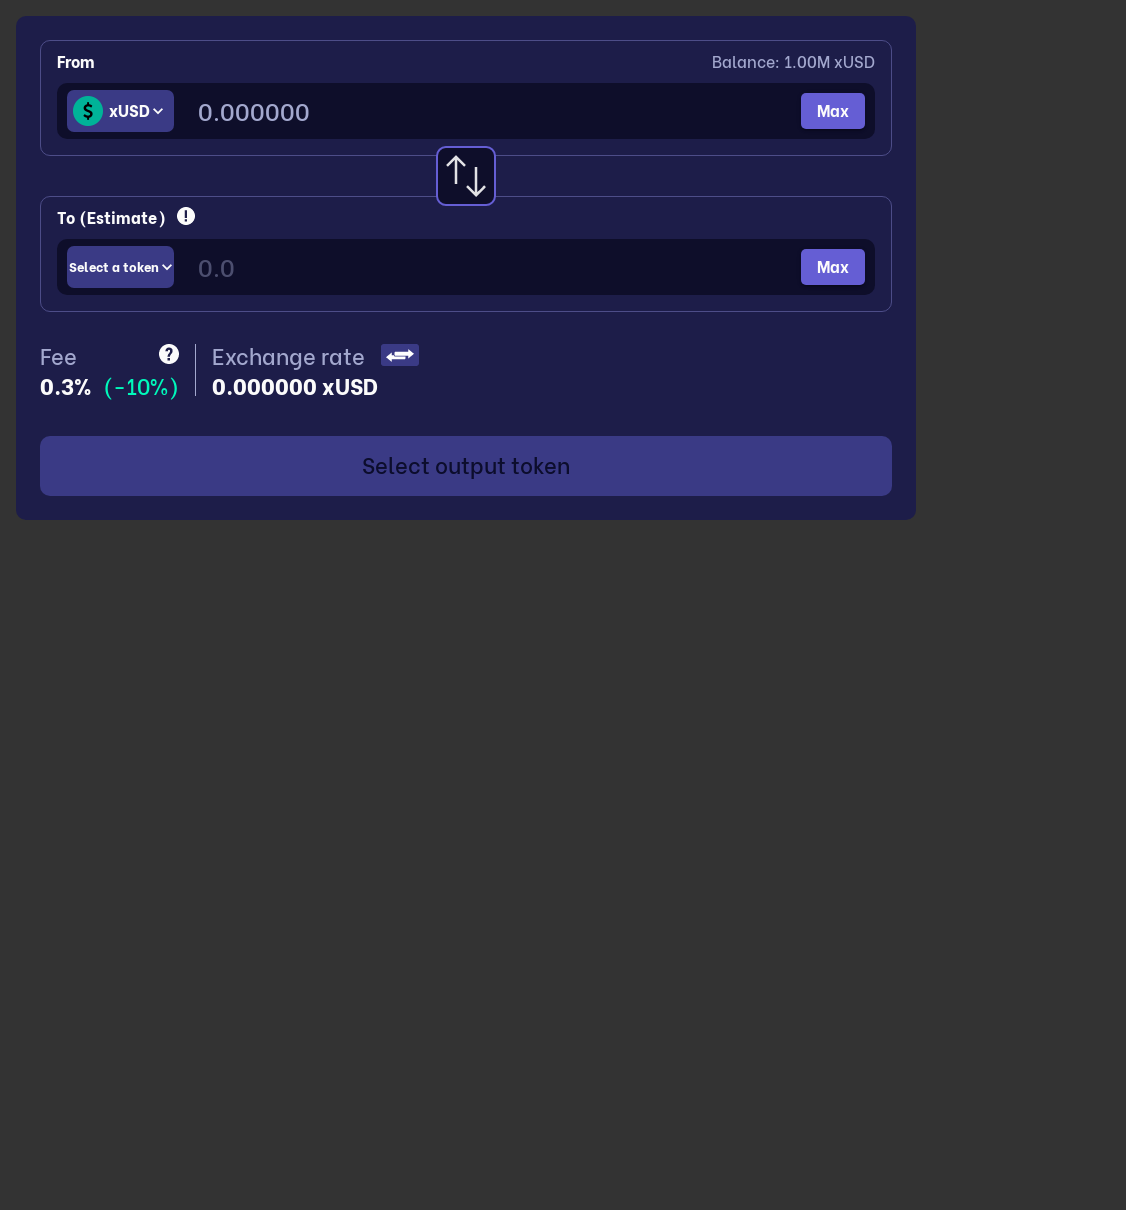 From
Balance: 1.00M xUSD
$ xUSD
0.000000
Max
To (Estimate) !
Select a token
0.0
Max
Fee ?
0.3% (-10%)
Exchange rate
0.000000 xUSD
Select output token